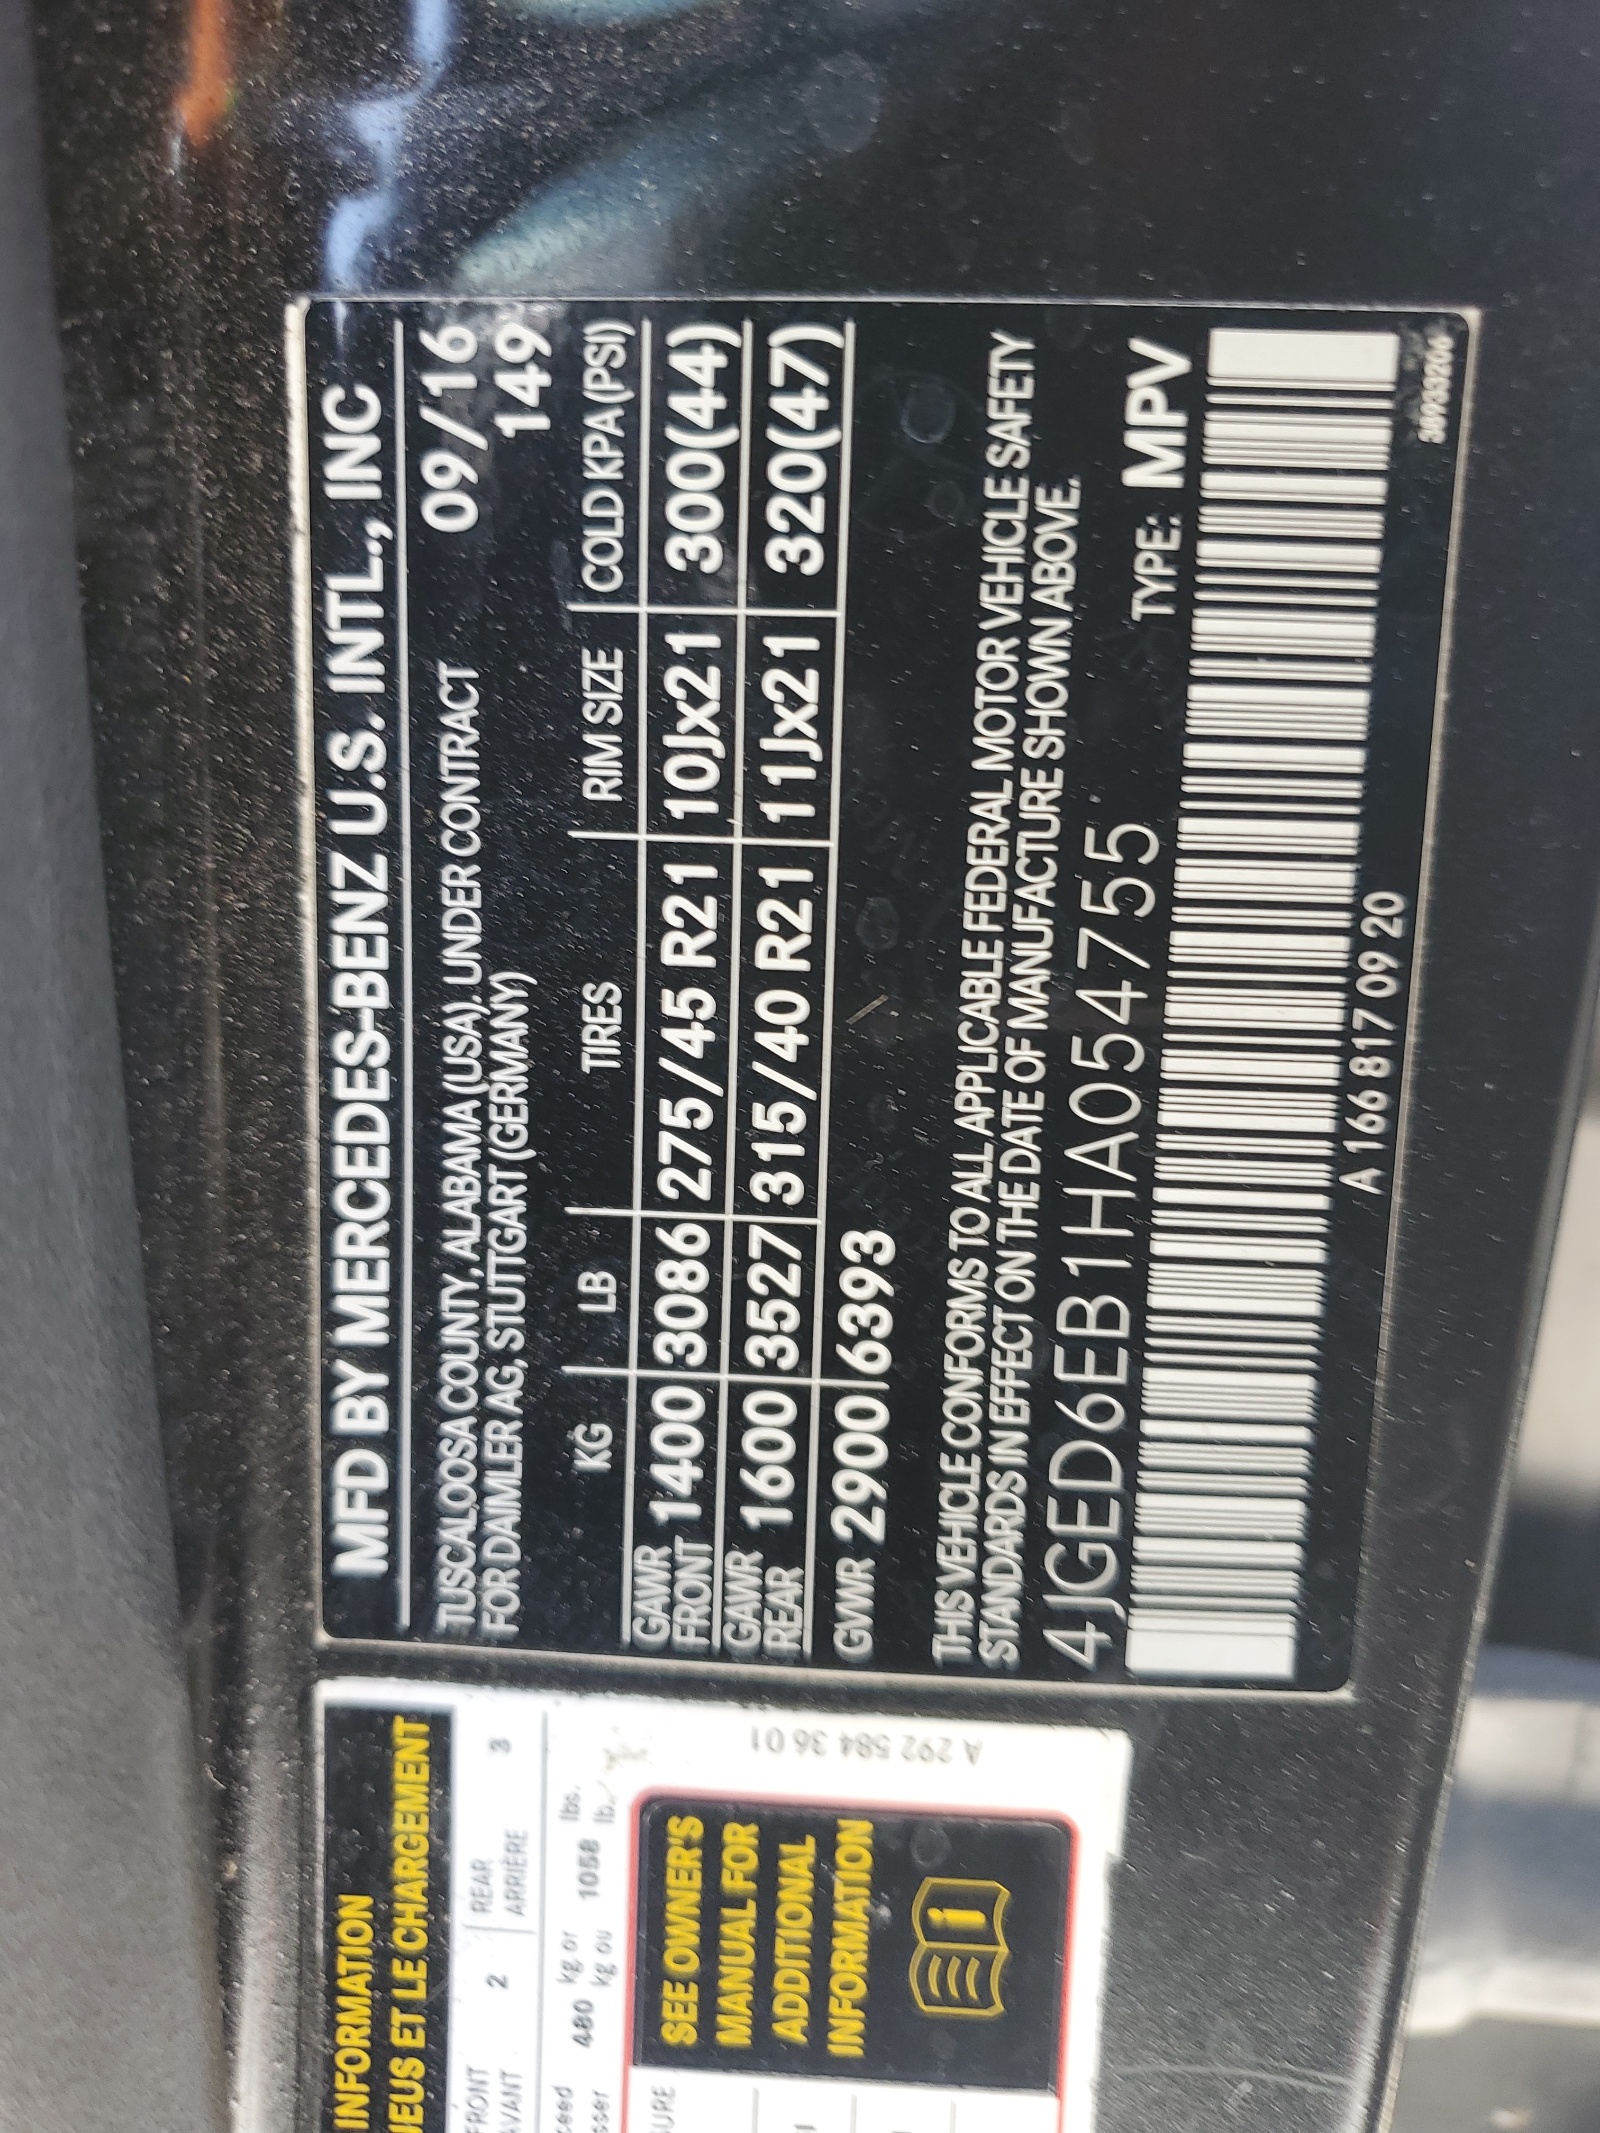 MFD BY MERCEDES-BENZ U.S. INTL., INC
TUSCALOOSA COUNTY, ALABAMA (USA). UNDER CONTRACT 09/16
FOR DAIMLER AG, STUTTGART (GERMANY) 149
KG LB TIRES RIM SIZE COLD KPA (PSI)
GAWR FRONT 1400 3086 275/45 R21 10Jx21 300(44)
GAWR REAR 1600 3527 315/40 R21 11Jx21 320(47)
GVWR 2900 6393
THIS VEHICLE CONFORMS TO ALL APPLICABLE FEDERAL MOTOR VEHICLE SAFETY
STANDARDS IN EFFECT ON THE DATE OF MANUFACTURE SHOWN ABOVE.
4JGED6EB1HA054755 TYPE: MPV
A 166 817 09 20
38933206
INFORMATION
ET LE CHARGEMENT
FRONT 2 REAR 3
AVANT ARRIÈRE
480 kg or 1058 lbs.
kg ou lb.
A 292 584 36 01
SEE OWNER'S
MANUAL FOR
ADDITIONAL
INFORMATION